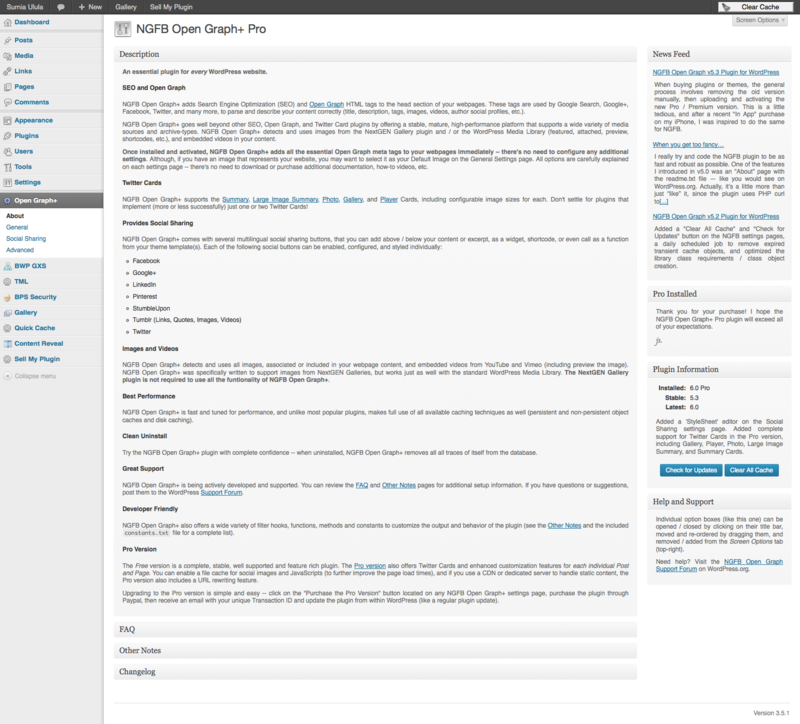 Sumia Ulula
New
Gallery
Sell My Plugin
Clear Cache
Screen Options
Dashboard
Posts
Media
Links
Pages
Comments
Appearance
Plugins
Users
Tools
Settings
Open Graph+
About
General
Social Sharing
Advanced
BWP GXS
TML
BPS Security
Gallery
Quick Cache
Content Reveal
Sell My Plugin
Collapse menu
NGFB Open Graph+ Pro
Description
An essential plugin for every WordPress website.
SEO and Open Graph
NGFB Open Graph+ adds Search Engine Optimization (SEO) and Open Graph HTML tags to the head section of your webpages. These tags are used by Google Search, Google+,
Facebook, Twitter, and many more, to parse and describe your content correctly (title, description, tags, images, videos, author social profiles, etc.).
NGFB Open Graph+ goes well beyond other SEO, Open Graph, and Twitter Card plugins by offering a stable, mature, high-performance platform that supports a wide variety of media
sources and archive-types. NGFB Open Graph+ detects and uses images from the NextGEN Gallery plugin and / or the WordPress Media Library (featured, attached, preview,
shortcodes, etc.), and embedded videos in your content.
Once installed and activated, NGFB Open Graph+ adds all the essential Open Graph meta tags to your webpages immediately -- there's no need to configure any additional
settings. Although, if you have an image that represents your website, you may want to select it as your Default Image on the General Settings page. All options are carefully explained
on each settings page -- there's no need to download or purchase additional documentation, how-to videos, etc.
Twitter Cards
NGFB Open Graph+ supports the Summary, Large Image Summary, Photo, Gallery, and Player Cards, including configurable image sizes for each. Don't settle for plugins that
implement (more or less successfully) just one or two Twitter Cards!
Provides Social Sharing
NGFB Open Graph+ comes with several multilingual social sharing buttons, that you can add above / below your content or excerpt, as a widget, shortcode, or even call as a function
from your theme template(s). Each of the following social buttons can be enabled, configured, and styled individually:
Facebook
Google+
LinkedIn
Pinterest
StumbleUpon
Tumblr (Links, Quotes, Images, Videos)
Twitter
Images and Videos
NGFB Open Graph+ detects and uses all images, associated or included in your webpage content, and embedded videos from YouTube and Vimeo (including preview the image).
NGFB Open Graph+ was specifically written to support images from NextGEN Galleries, but works just as well with the standard WordPress Media Library. The NextGEN Gallery
plugin is not required to use all the funtionality of NGFB Open Graph+.
Best Performance
NGFB Open Graph+ is fast and tuned for performance, and unlike most popular plugins, makes full use of all available caching techniques as well (persistent and non-persistent object
caches and disk caching).
Clean Uninstall
Try the NGFB Open Graph+ plugin with complete confidence -- when uninstalled, NGFB Open Graph+ removes all all traces of itself from the database.
Great Support
NGFB Open Graph+ is being actively developed and supported. You can review the FAQ and Other Notes pages for additional setup information. If you have questions or suggestions,
post them to the WordPress Support Forum.
Developer Friendly
NGFB Open Graph+ also offers a wide variety of filter hooks, functions, methods and constants to customize the output and behavior of the plugin (see the Other Notes and the included
constants.txt file for a complete list).
Pro Version
The Free version is a complete, stable, well supported and feature rich plugin. The Pro version also offers Twitter Cards and enhanced customization features for each individual Post
and Page. You can enable a file cache for social images and JavaScripts (to further improve the page load times), and if you use a CDN or dedicated server to handle static content, the
Pro version also includes a URL rewriting feature.
Upgrading to the Pro version is simple and easy -- click on the "Purchase the Pro Version" button located on any NGFB Open Graph+ settings page, purchase the plugin through
Paypal, then receive an email with your unique Transaction ID and update the plugin from within WordPress (like a regular plugin update).
FAQ
Other Notes
Changelog
News Feed
NGFB Open Graph v5.3 Plugin for WordPress
When buying plugins or themes, the general
process involves removing the old version
manually, then uploading and activating the
new Pro / Premium version. This is a little
tedious, and after a recent "In App" purchase
on my iPhone, I was inspired to do the same
for NGFB.
When you get too fancy...
I really try and code the NGFB plugin to be as
fast and robust as possible. One of the features
I introduced in v5.0 was an "About" page with
the readme.txt file -- like you would see on
WordPress.org. Actually, it's a little more than
just "like" it, since the plugin uses PHP curl
to[...]
NGFB Open Graph v5.2 Plugin for WordPress
Added a "Clear All Cache" and "Check for
Updates" button on the NGFB settings pages,
a daily scheduled job to remove expired
transient cache objects, and optimized the
library class requirements / class object
creation.
Pro Installed
Thank you for your purchase! I hope the
NGFB Open Graph+ Pro plugin will exceed all
of your expectations.
js.
Plugin Information
Installed: 6.0 Pro
Stable: 5.3
Latest: 6.0
Added a 'StyleSheet' editor on the Social
Sharing settings page. Added complete
support for Twitter Cards in the Pro version,
including Gallery, Player, Photo, Large Image
Summary, and Summary Cards.
Check for Updates
Clear All Cache
Help and Support
Individual option boxes (like this one) can be
opened / closed by clicking on their title bar,
moved and re-ordered by dragging them, and
removed / added from the Screen Options tab
(top-right).
Need help? Visit the NGFB Open Graph
Support Forum on WordPress.org.
Version 3.5.1